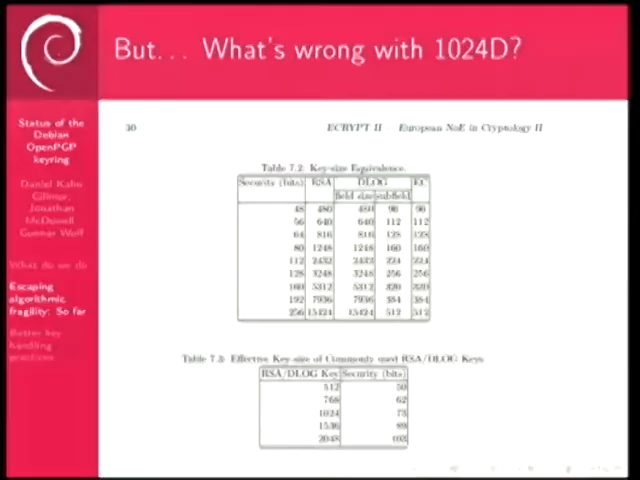 But... What's wrong with 1024D?
Status of the
Debian
OpenPGP
keyring
Daniel Kahn
Gillmor,
Jonathan
McDowell
Gunnar Wolf
What do we do
Escaping
algorithmic
fragility: So far
Better key
handling
practices
30 ECRYPT II European NoE in Cryptology II
Table 7.2: Key-size Equivalence.
Security (bits) RSA DLOG EC
field size subfield
48 480 480 96 96
56 640 640 112 112
64 816 816 128 128
80 1248 1248 160 160
112 2432 2432 224 224
128 3248 3248 256 256
160 5312 5312 320 320
192 7936 7936 384 384
256 15424 15424 512 512
Table 7.3: Effective Key-size of Commonly used RSA/DLOG Keys.
RSA/DLOG Key Security (bits)
512 50
768 62
1024 73
1536 89
2048 103